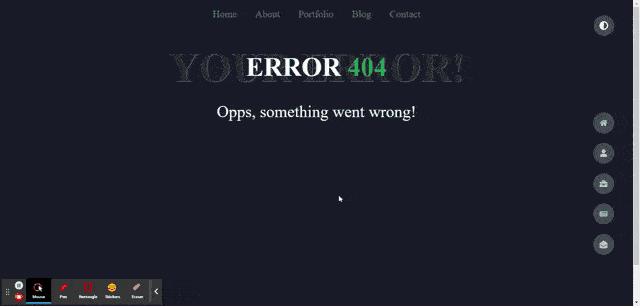 Home About Portfolio Blog Contact
YOUR ERROR!
ERROR 404
Opps, something went wrong!
Mouse Pen Rectangle Stickers Eraser